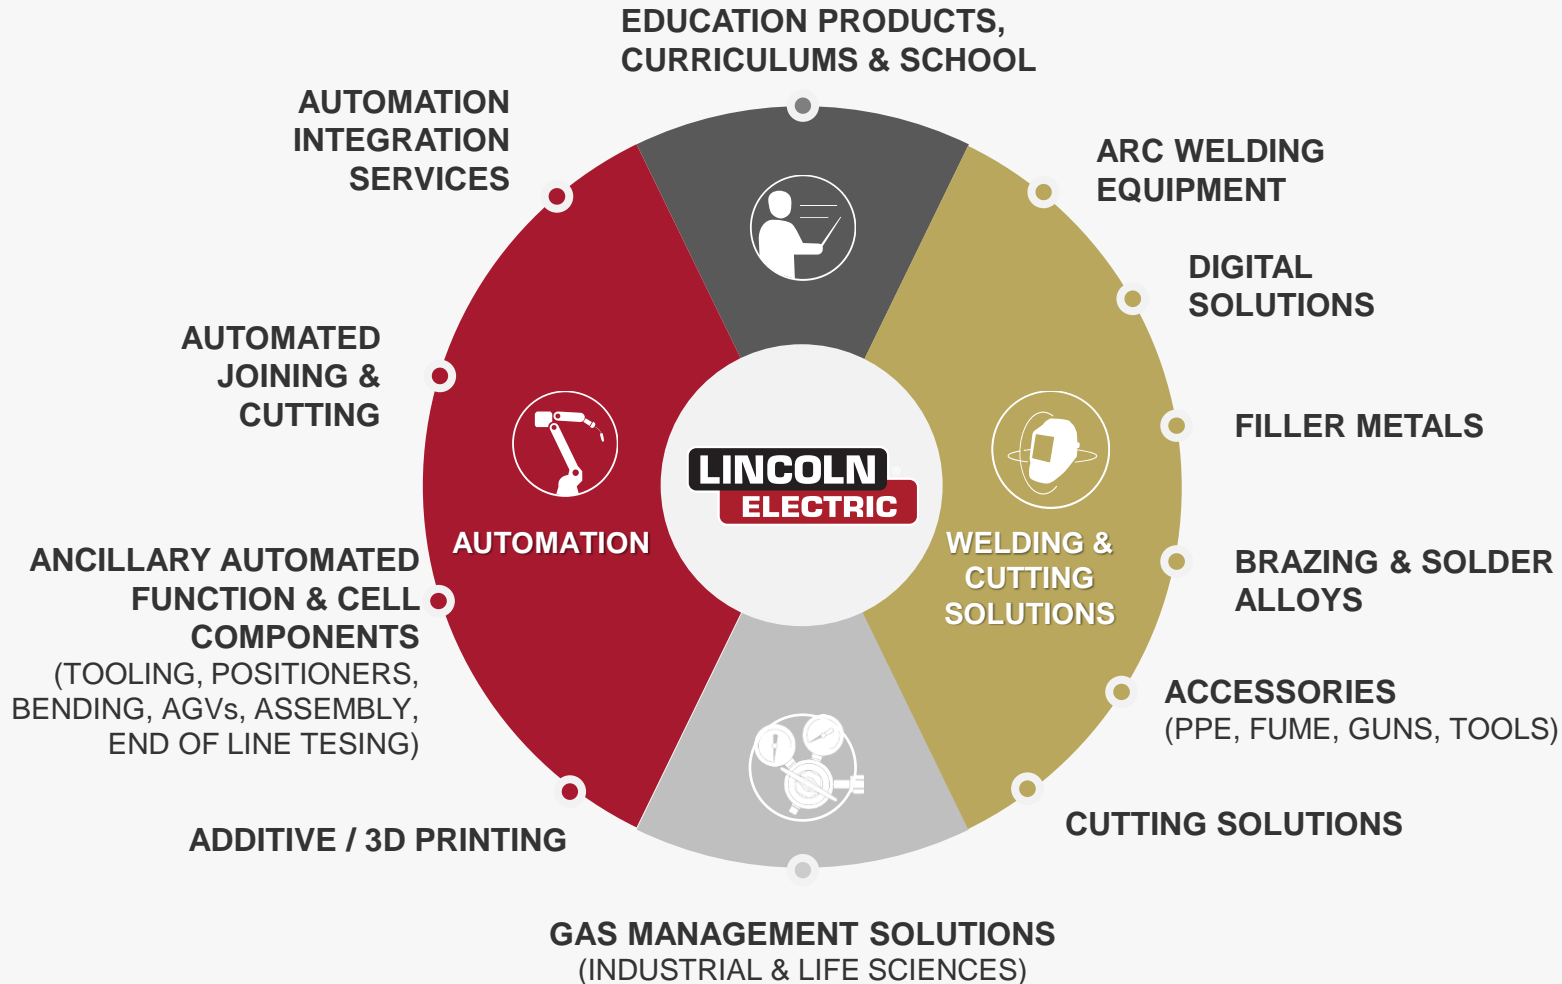 EDUCATION PRODUCTS,
CURRICULUMS & SCHOOL
AUTOMATION
INTEGRATION
SERVICES
ARC WELDING
EQUIPMENT
DIGITAL
SOLUTIONS
AUTOMATED
JOINING &
CUTTING
FILLER METALS
LINCOLN
ELECTRIC
AUTOMATION
WELDING &
CUTTING
SOLUTIONS
ANCILLARY AUTOMATED
FUNCTION & CELL
COMPONENTS
(TOOLING, POSITIONERS,
BENDING, AGVs, ASSEMBLY,
END OF LINE TESING)
BRAZING & SOLDER
ALLOYS
ACCESSORIES
(PPE, FUME, GUNS, TOOLS)
ADDITIVE / 3D PRINTING
CUTTING SOLUTIONS
GAS MANAGEMENT SOLUTIONS
(INDUSTRIAL & LIFE SCIENCES)